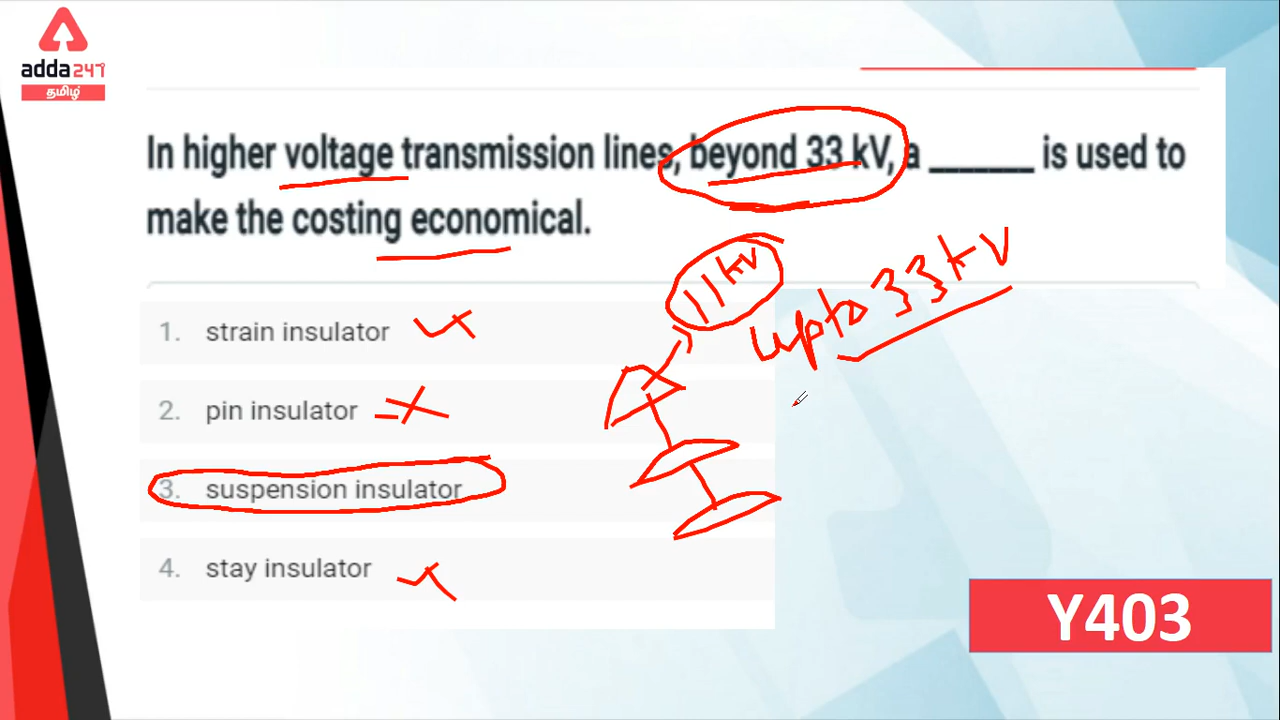 adda247
தமிழ்
In higher voltage transmission lines, beyond 33 kV, a _______ is used to
make the costing economical.
11kv
upto 33kv
1. strain insulator
2. pin insulator
3. suspension insulator
4. stay insulator
Y403